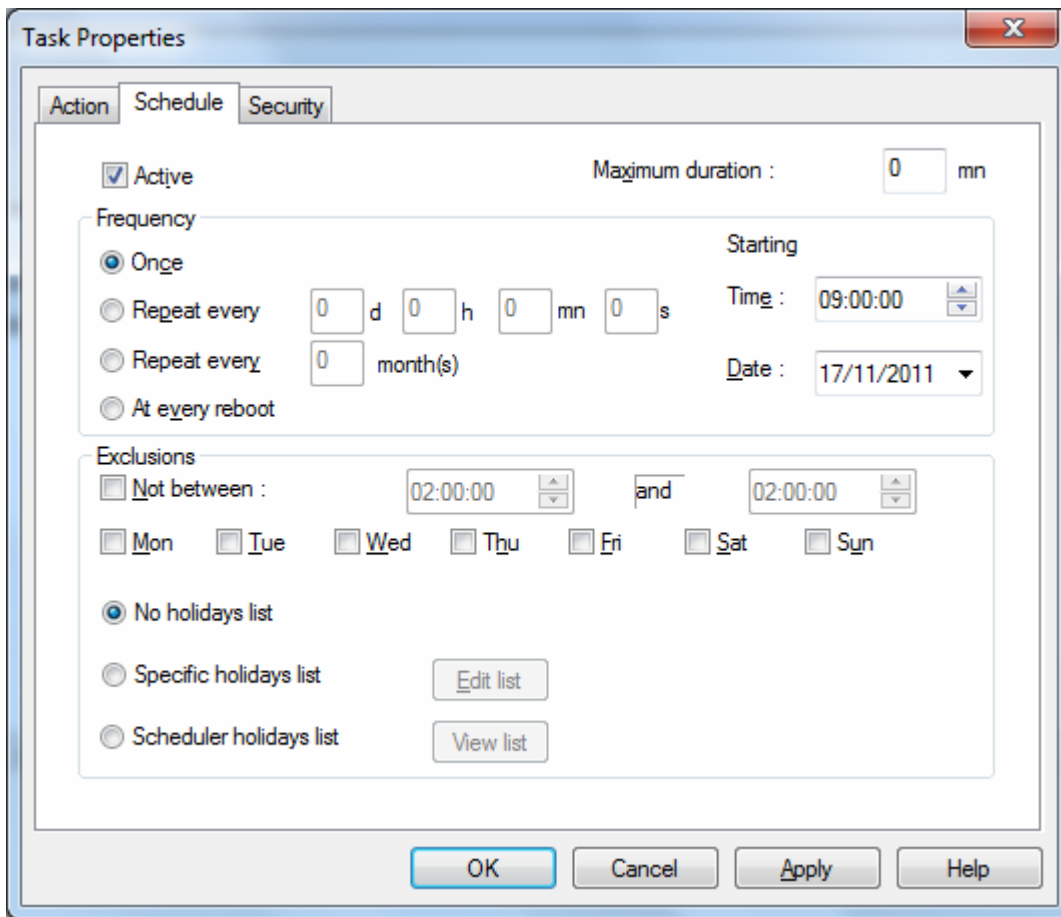 Task Properties
Action Schedule Security
Active Maximum duration : 0 mn
Frequency
Starting
Once
Repeat every 0 d 0 h 0 mn 0 s Time : 09:00:00
Repeat every 0 month(s) Date : 17/11/2011
At every reboot
Exclusions
Not between : 02:00:00 and 02:00:00
Mon Tue Wed Thu Fri Sat Sun
No holidays list
Specific holidays list Edit list
Scheduler holidays list View list
OK Cancel Apply Help